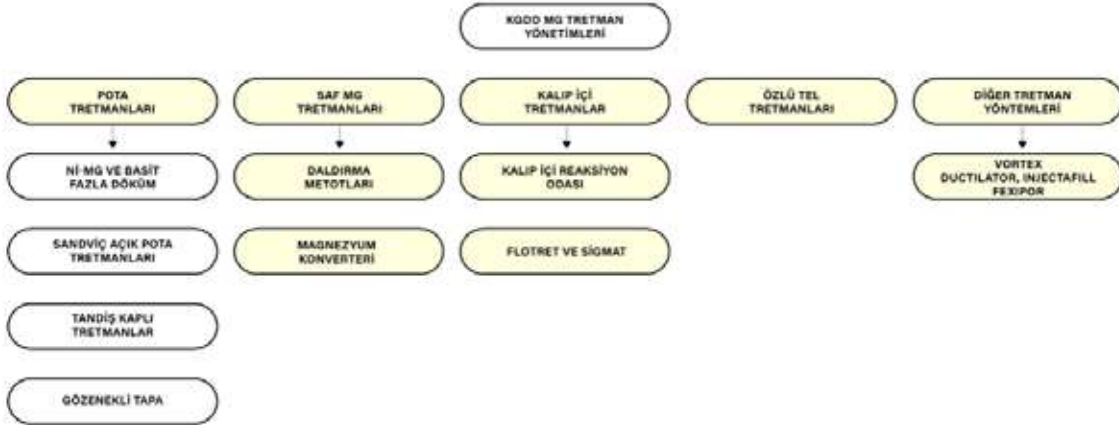 KGDD MG TRETMAN
YÖNETİMLERİ
POTA
TRETMANLARI
SAF MG
TRETMANLARI
KALIP İÇİ
TRETMANLAR
ÖZLÜ TEL
TRETMANLARI
DİĞER TRETMAN
YÖNTEMLERİ
Nİ-MG VE BASİT
FAZLA DÖKÜM
DALDIRMA
METOTLARI
KALIP İÇİ REAKSİYON
ODASI
VORTEX
DUCTILATOR, INJECTAFILL
FEXIPOR
SANDVİÇ AÇIK POTA
TRETMANLARI
MAGNEZYUM
KONVERTERİ
FLOTRET VE SİGMAT
TANDİŞ KAPLI
TRETMANLAR
GÖZENEKLİ TAPA